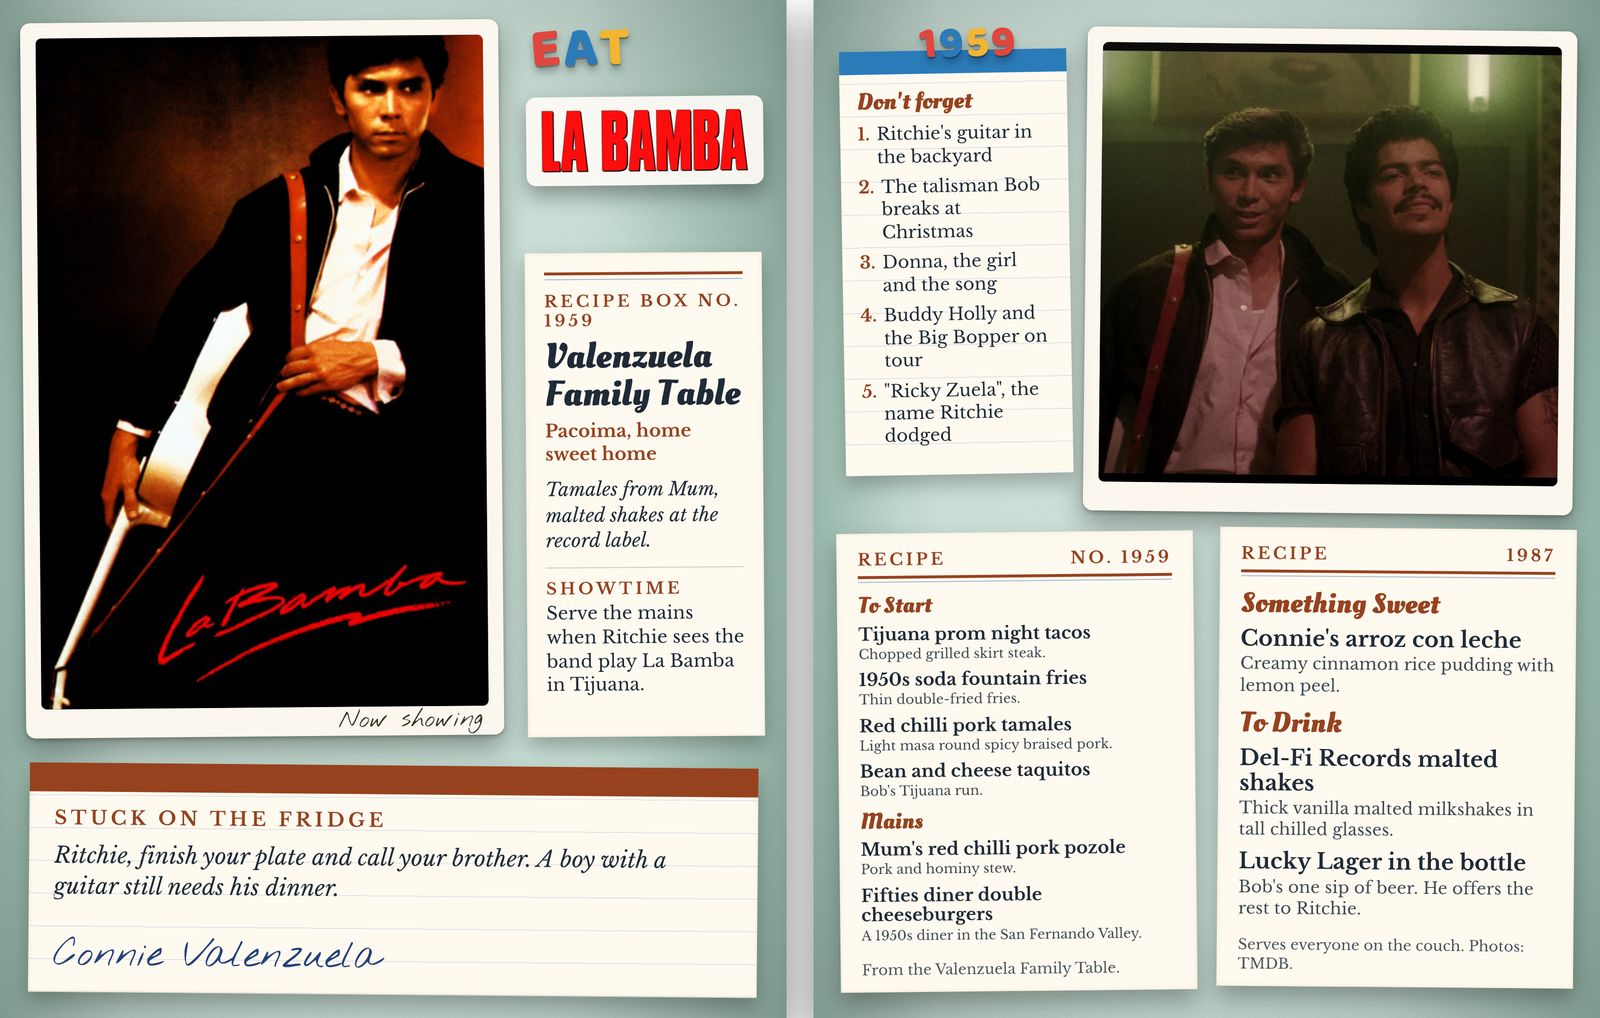 EAT
LA BAMBA
La Bamba
Now showing
RECIPE BOX NO.
1959
Valenzuela
Family Table
Pacoima, home
sweet home
Tamales from Mum,
malted shakes at the
record label.
SHOWTIME
Serve the mains
when Ritchie sees the
band play La Bamba
in Tijuana.
STUCK ON THE FRIDGE
Ritchie, finish your plate and call your brother. A boy with a
guitar still needs his dinner.
Connie Valenzuela
1959
Don't forget
1. Ritchie's guitar in
the backyard
2. The talisman Bob
breaks at
Christmas
3. Donna, the girl
and the song
4. Buddy Holly and
the Big Bopper on
tour
5. "Ricky Zuela", the
name Ritchie
dodged
RECIPE NO. 1959
To Start
Tijuana prom night tacos
Chopped grilled skirt steak.
1950s soda fountain fries
Thin double-fried fries.
Red chilli pork tamales
Light masa round spicy braised pork.
Bean and cheese taquitos
Bob's Tijuana run.
Mains
Mum's red chilli pork pozole
Pork and hominy stew.
Fifties diner double
cheeseburgers
A 1950s diner in the San Fernando Valley.
From the Valenzuela Family Table.
RECIPE 1987
Something Sweet
Connie's arroz con leche
Creamy cinnamon rice pudding with
lemon peel.
To Drink
Del-Fi Records malted
shakes
Thick vanilla malted milkshakes in
tall chilled glasses.
Lucky Lager in the bottle
Bob's one sip of beer. He offers the
rest to Ritchie.
Serves everyone on the couch. Photos:
TMDB.